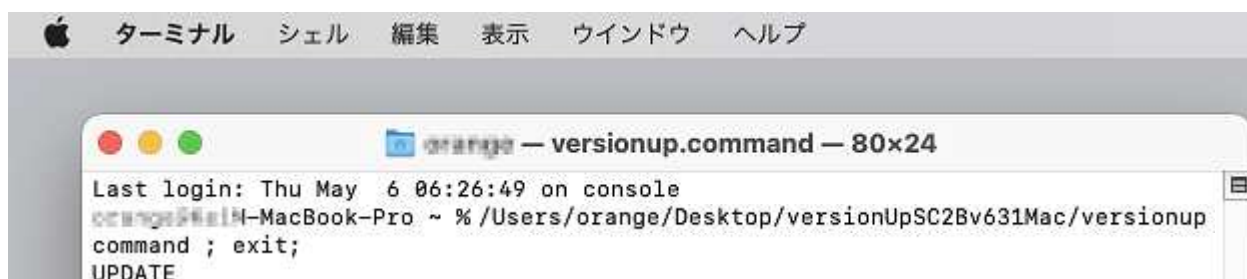 ターミナル シェル 編集 表示 ウインドウ ヘルプ
— versionup.command — 80×24
Last login: Thu May  6 06:26:49 on console
-MacBook-Pro ~ % /Users/orange/Desktop/versionUpSC2Bv631Mac/versionup
command ; exit;
UPDATE